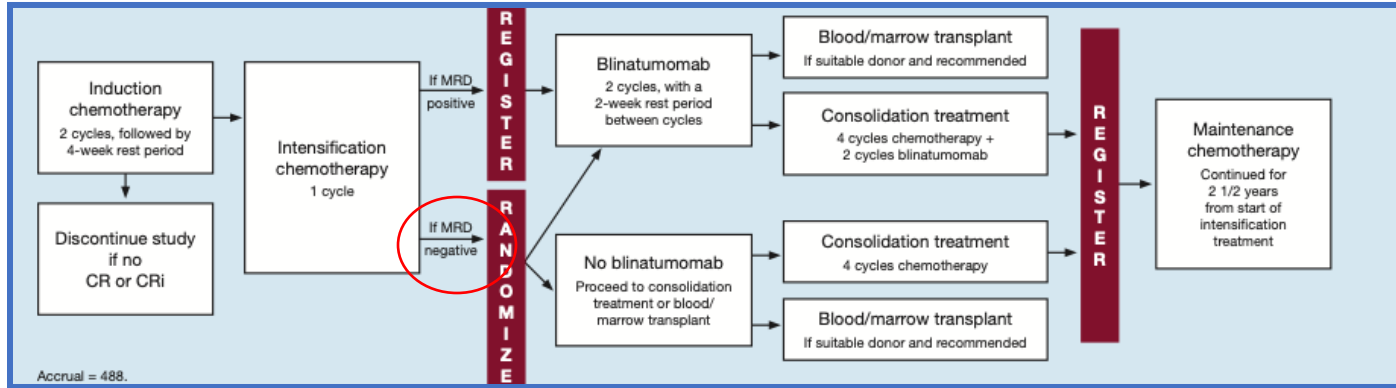 Induction
chemotherapy
2 cycles, followed by
4-week rest period
Discontinue study
if no
CR or CRi
Intensification
chemotherapy
1 cycle
If MRD
positive
If MRD
negative
REGISTER
RANDOMIZE
Blinatumomab
2 cycles, with a
2-week rest period
between cycles
No blinatumomab
Proceed to consolidation
treatment or blood/
marrow transplant
Blood/marrow transplant
If suitable donor and recommended
Consolidation treatment
4 cycles chemotherapy +
2 cycles blinatumomab
Consolidation treatment
4 cycles chemotherapy
Blood/marrow transplant
If suitable donor and recommended
REGISTER
Maintenance
chemotherapy
Continued for
2 1/2 years
from start of
intensification
treatment
Accrual = 488.